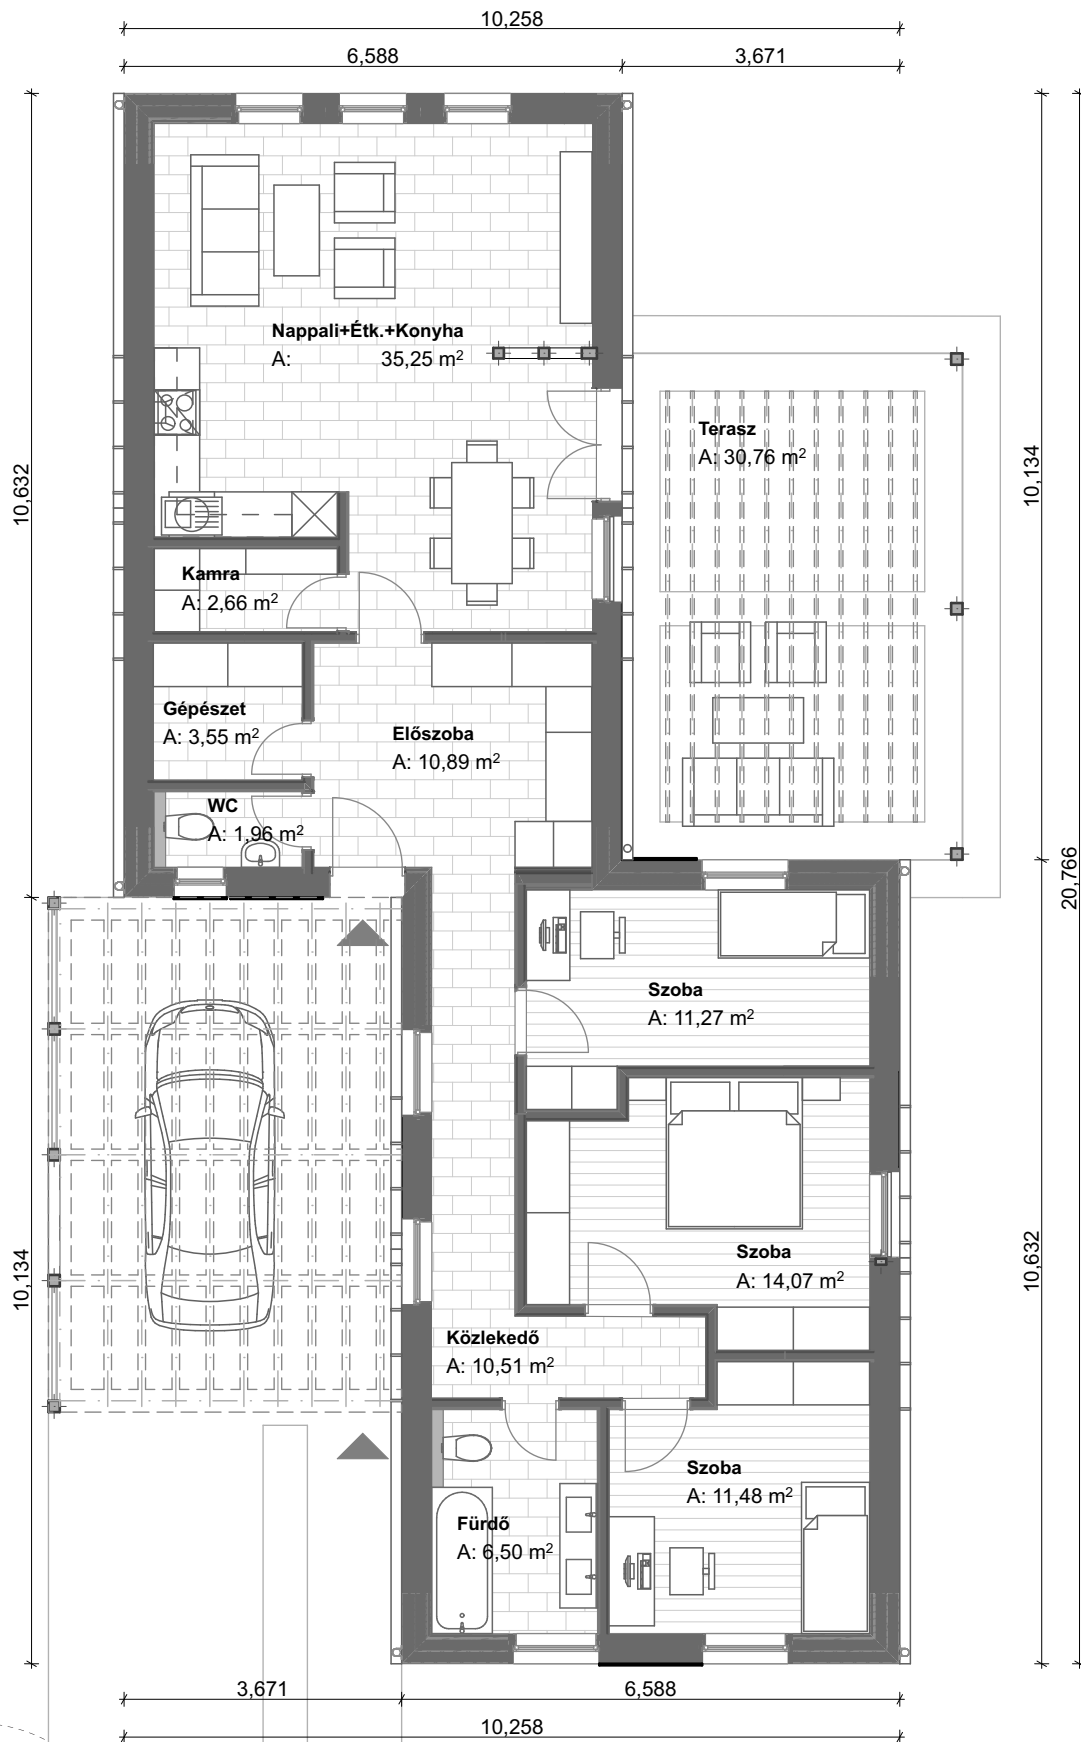 10,258
6,588
3,671
Nappali+Étk.+Konyha
A: 35,25 m²
Terasz
A: 30,76 m²
10,632
10,134
Kamra
A: 2,66 m²
Gépészet
A: 3,55 m²
Előszoba
A: 10,89 m²
WC
A: 1,96 m²
20,766
Szoba
A: 11,27 m²
Szoba
A: 14,07 m²
10,134
10,632
Közlekedő
A: 10,51 m²
Szoba
A: 11,48 m²
Fürdő
A: 6,50 m²
3,671
6,588
10,258